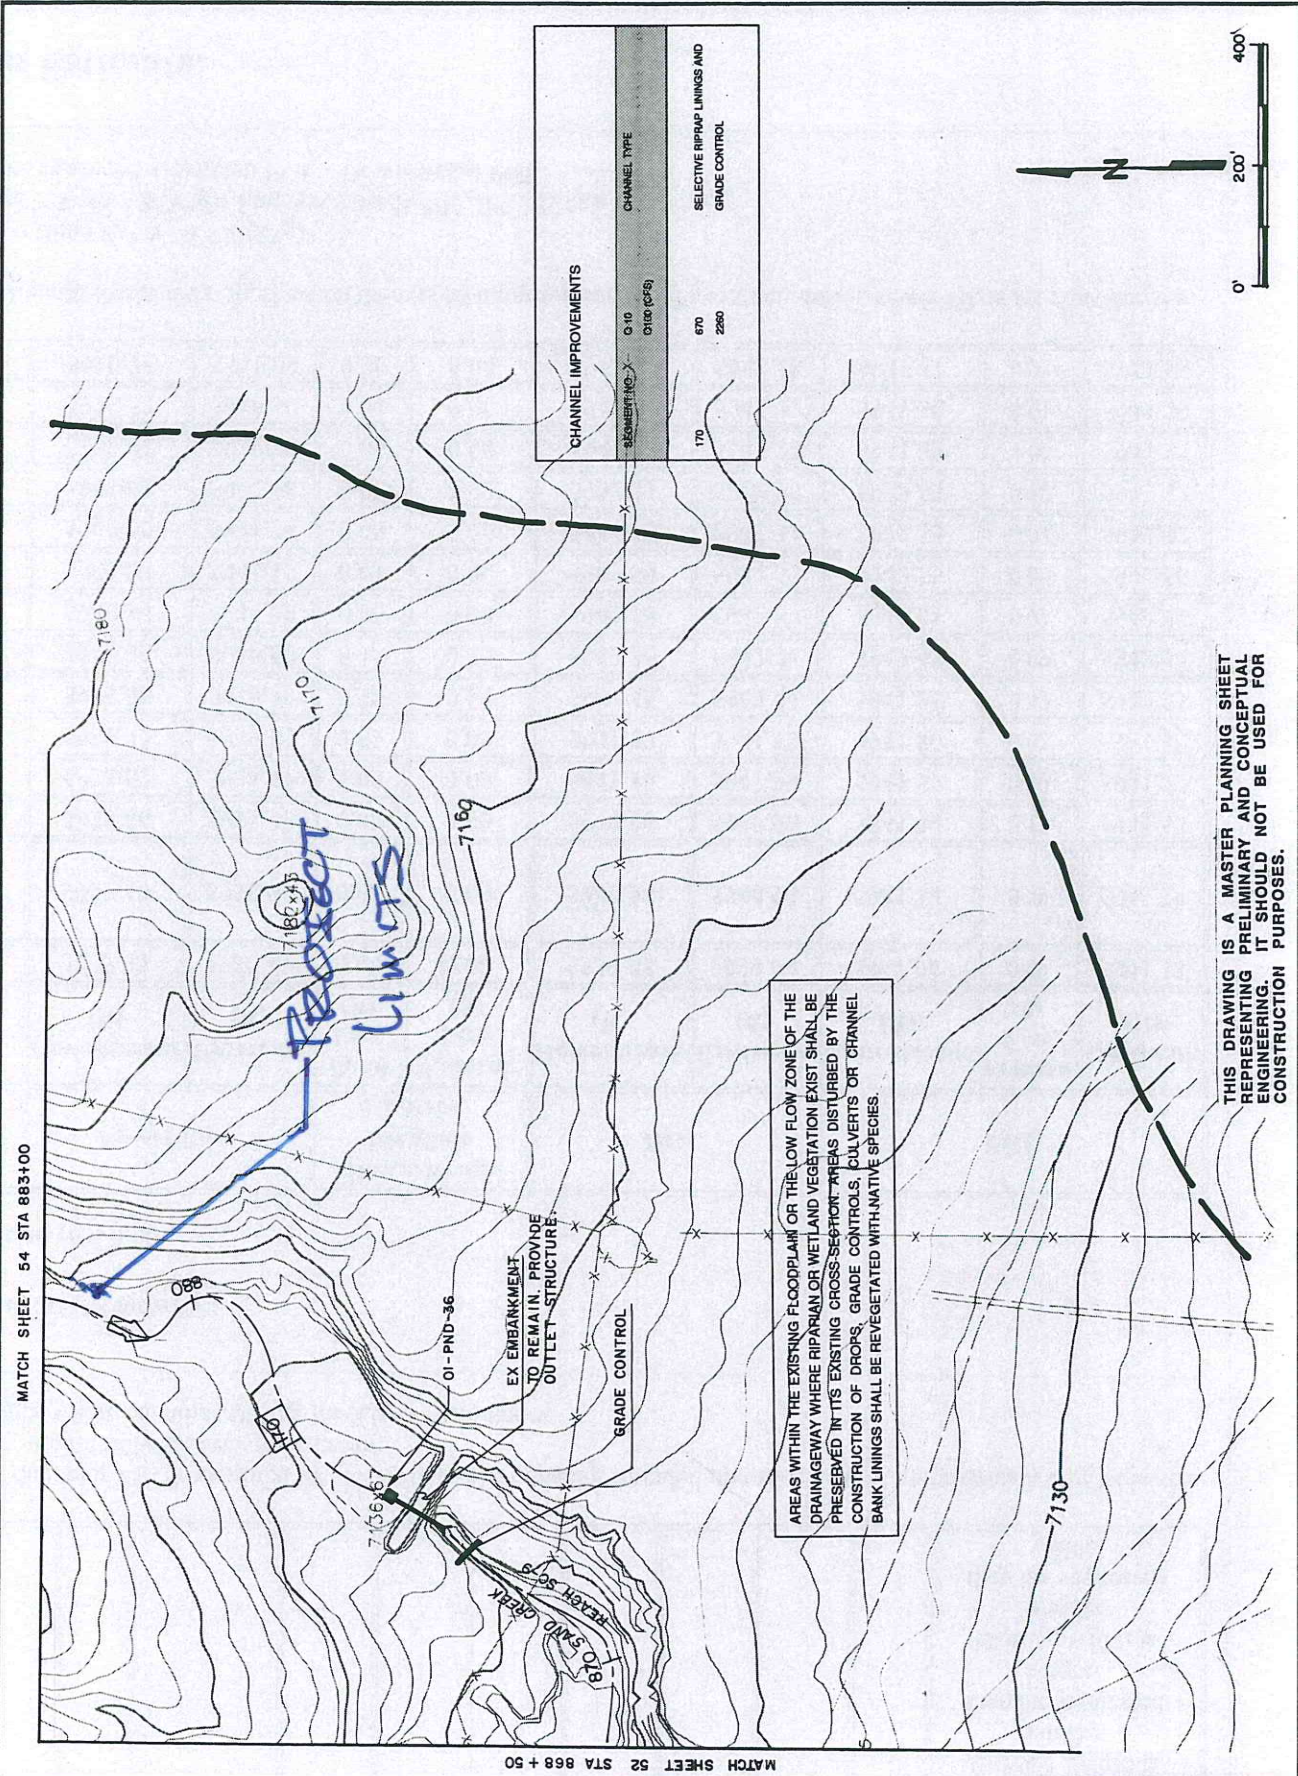 MATCH SHEET 54 STA 883+00
MATCH SHEET 52 STA 868+50
7180
7170
7160
7182x45
PROJECT
LIMITS
880
170
7136x67
01-PND-36
EX EMBANKMENT
TO REMAIN. PROVIDE
OUTLET STRUCTURE.
GRADE CONTROL
SAND CREEK
REACH SC-9
870
7130
CHANNEL IMPROVEMENTS
SEGMENT NO. Q 10 CHANNEL TYPE
Q100 (CFS)
170 670 SELECTIVE RIPRAP LININGS AND
2260 GRADE CONTROL
AREAS WITHIN THE EXISTING FLOODPLAIN OR THE LOW FLOW ZONE OF THE
DRAINAGEWAY WHERE RIPARIAN OR WETLAND VEGETATION EXIST SHALL BE
PRESERVED IN ITS EXISTING CROSS-SECTION. AREAS DISTURBED BY THE
CONSTRUCTION OF DROPS, GRADE CONTROLS, CULVERTS OR CHANNEL
BANK LININGS SHALL BE REVEGETATED WITH NATIVE SPECIES.
N
0' 200' 400'
THIS DRAWING IS A MASTER PLANNING SHEET
REPRESENTING PRELIMINARY AND CONCEPTUAL
ENGINEERING. IT SHOULD NOT BE USED FOR
CONSTRUCTION PURPOSES.